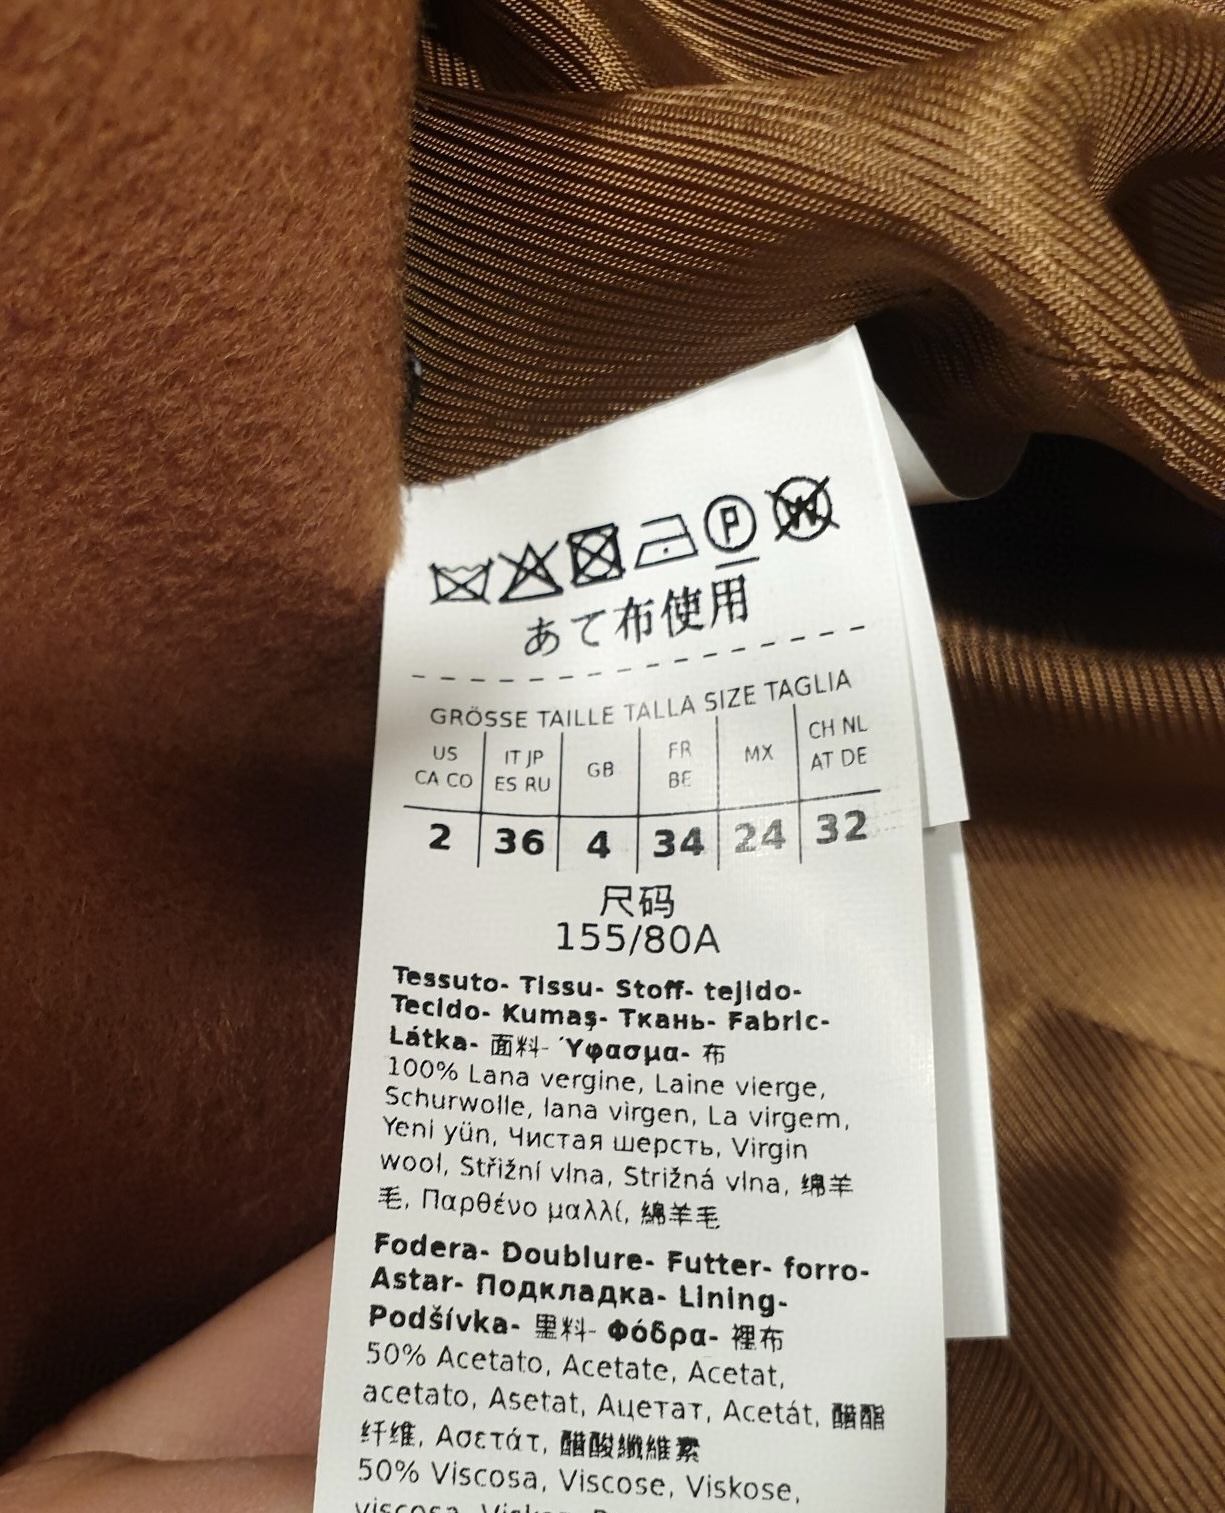 P W
あて布使用
GRÖSSE TAILLE TALLA SIZE TAGLIA
US CA CO IT JP ES RU GB FR BE MX CH NL AT DE
2 36 4 34 24 32
尺码
155/80A
Tessuto- Tissu- Stoff- tejido-
Tecido- Kumaş- Ткань- Fabric-
Látka- 面料- Ύφασμα- 布
100% Lana vergine, Laine vierge,
Schurwolle, lana virgen, La virgem,
Yeni yün, Чистая шерсть, Virgin
wool, Střižní vlna, Strižná vlna, 绵羊
毛, Παρθένο μαλλί, 綿羊毛
Fodera- Doublure- Futter- forro-
Astar- Подкладка- Lining-
Podšívka- 里料- Φόδρα- 裡布
50% Acetato, Acetate, Acetat,
acetato, Asetat, Ацетат, Acetát, 醋酯
纤维, Ασετάτ, 醋酸纖維素
50% Viscosa, Viscose, Viskose,
viscosa,